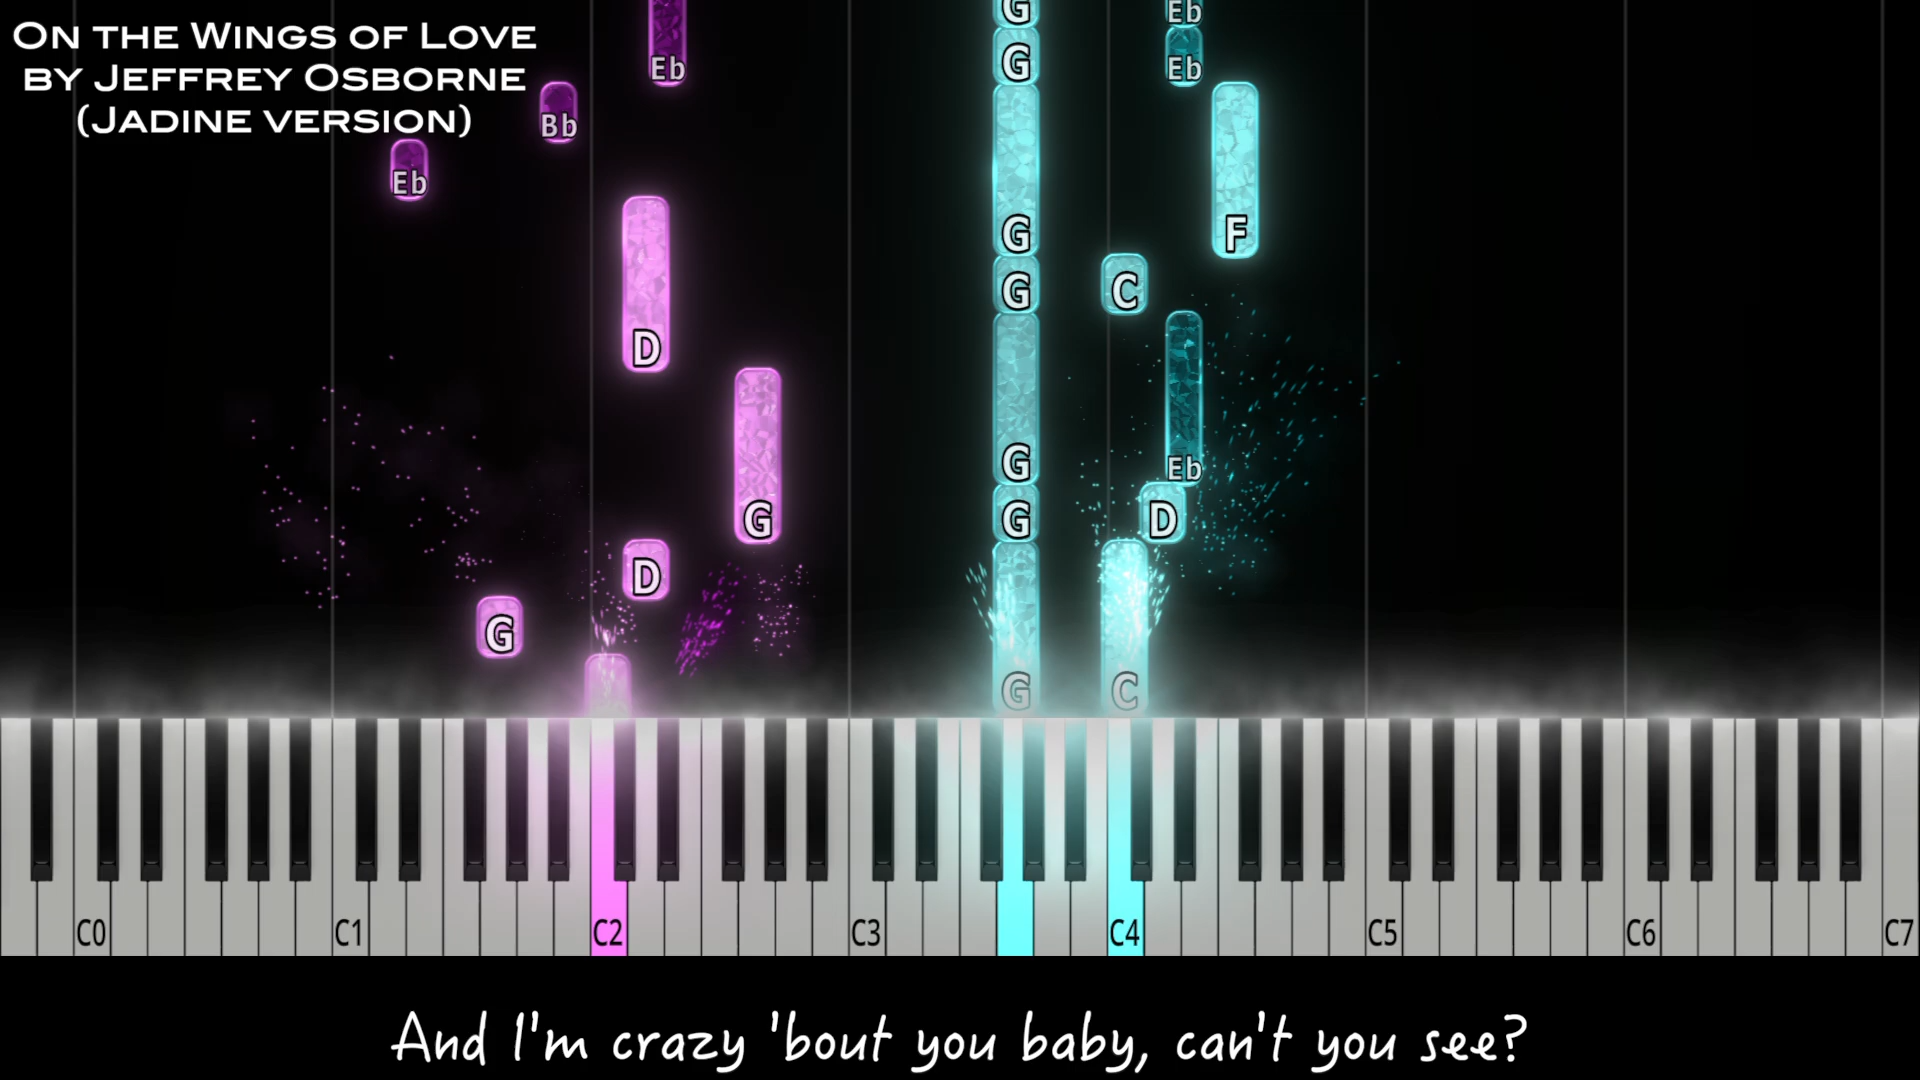 On the Wings of Love
by Jeffrey Osborne
(Jadine version)
G Eb
Eb G Eb
Bb
Eb
G F
G C
D
G Eb
G G D
D
G
G C
C0 C1 C2 C3 C4 C5 C6 C7
And I'm crazy 'bout you baby, can't you see?